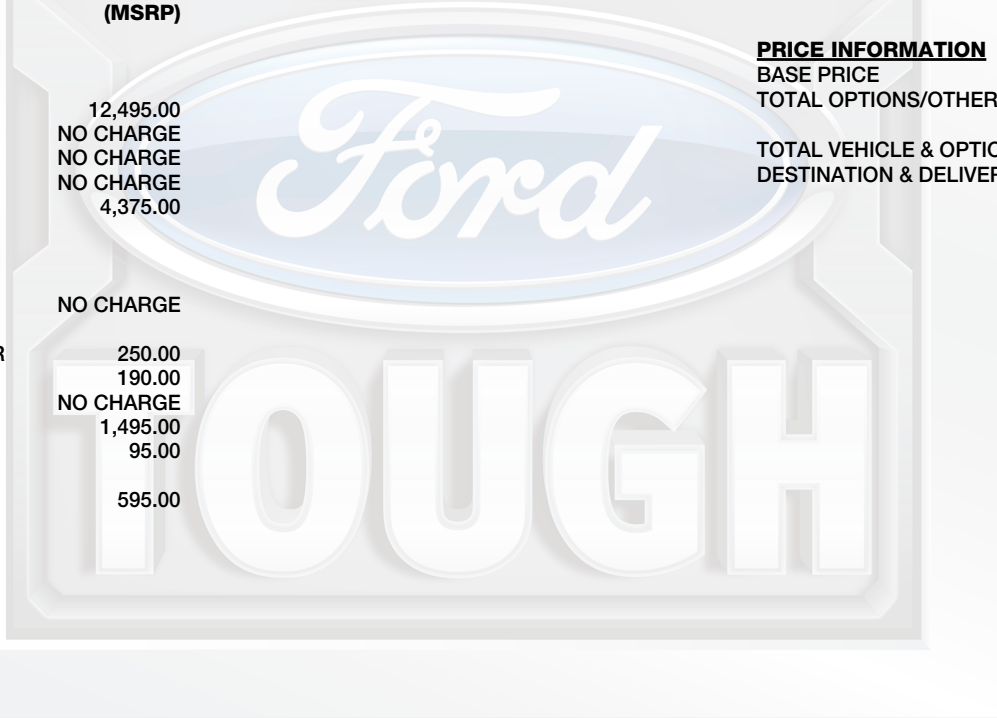 (MSRP)
12,495.00
NO CHARGE
NO CHARGE
NO CHARGE
4,375.00
NO CHARGE
R 250.00
190.00
NO CHARGE
1,495.00
95.00
595.00
PRICE INFORMATION
BASE PRICE
TOTAL OPTIONS/OTHER
TOTAL VEHICLE & OPTIO
DESTINATION & DELIVER
Ford
TOUGH